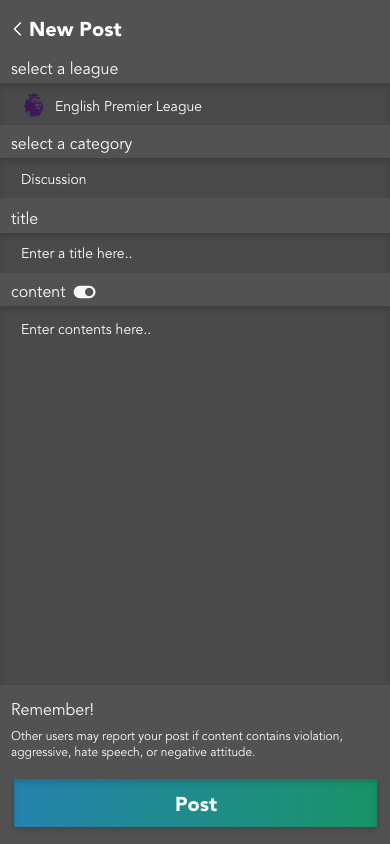 New Post
select a league
English Premier League
select a category
Discussion
title
Enter a title here..
content
Enter contents here..
Remember!
Other users may report your post if content contains violation,
aggressive, hate speech, or negative attitude.
Post